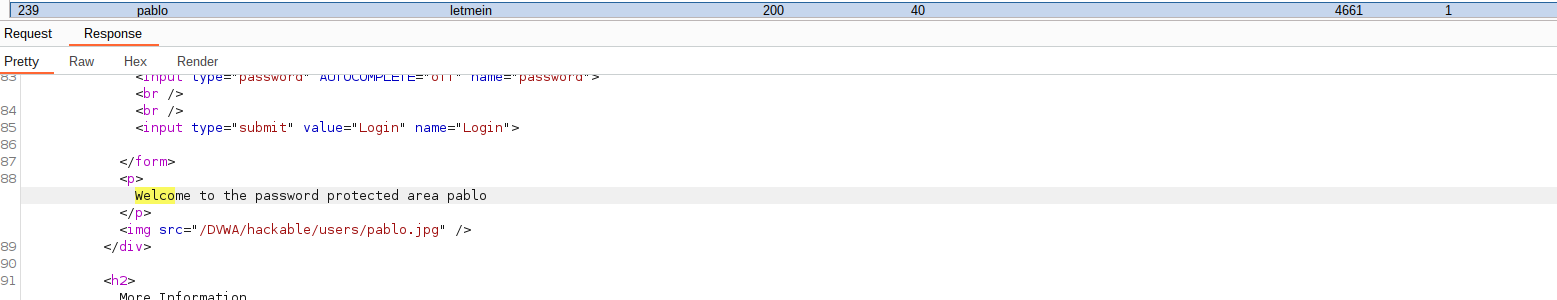 239 pablo letmein 200 40 4661 1
Request Response
Pretty Raw Hex Render
83 <input type="password" AUTOCOMPLETE="off" name="password">
<br />
84 <br />
85 <input type="submit" value="Login" name="Login">
86
87 </form>
88 <p>
Welcome to the password protected area pablo
</p>
<img src="/DVWA/hackable/users/pablo.jpg" />
89 </div>
90
91 <h2>
More Information